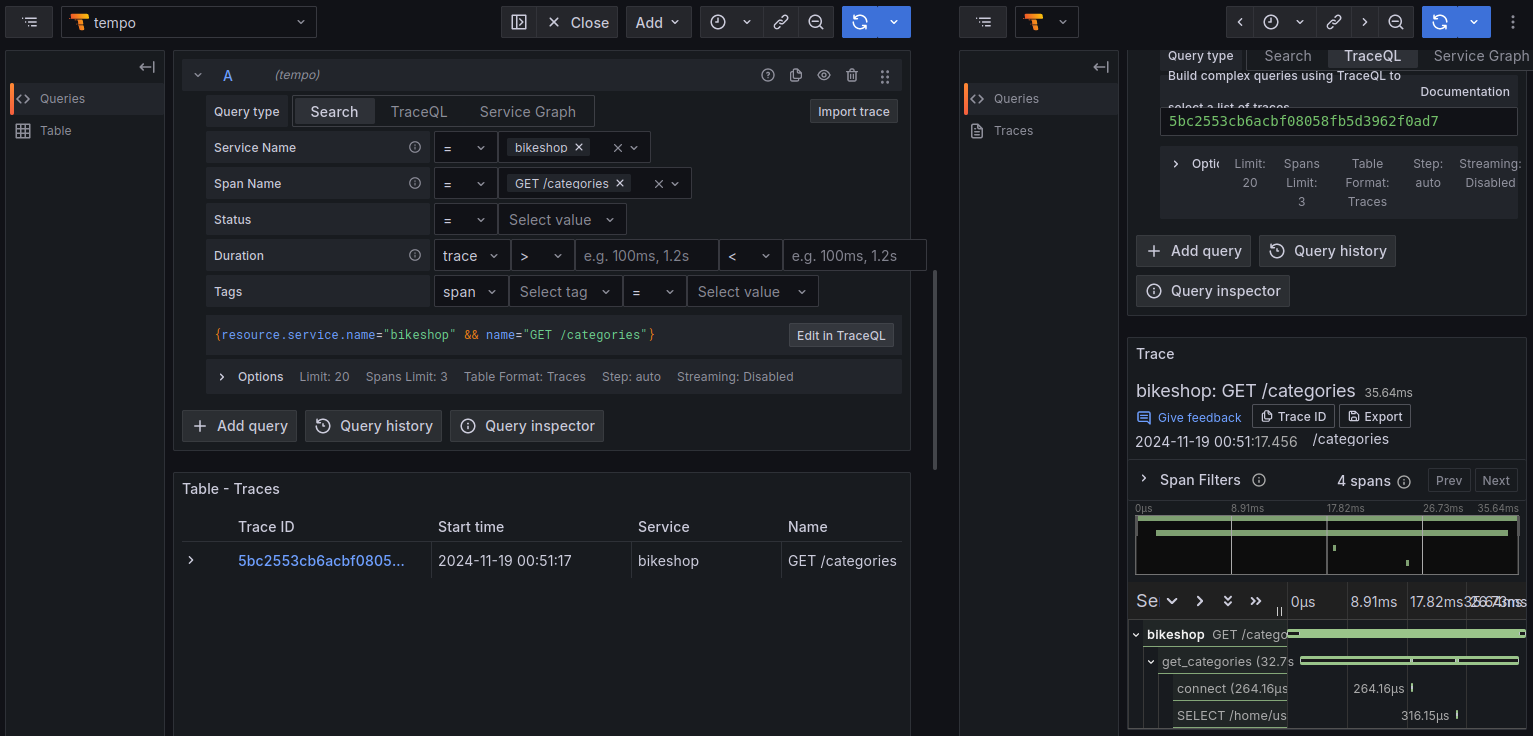 tempo
Close
Add
Queries
Table
A
(tempo)
Query type
Search
TraceQL
Service Graph
Import trace
Service Name
=
bikeshop
Span Name
=
GET /categories
Status
=
Select value
Duration
trace
>
e.g. 100ms, 1.2s
<
e.g. 100ms, 1.2s
Tags
span
Select tag
=
Select value
{resource.service.name="bikeshop" && name="GET /categories"}
Edit in TraceQL
Options
Limit: 20
Spans Limit: 3
Table Format: Traces
Step: auto
Streaming: Disabled
Add query
Query history
Query inspector
Table - Traces
Trace ID
Start time
Service
Name
5bc2553cb6acbf0805...
2024-11-19 00:51:17
bikeshop
GET /categories
Queries
Traces
Query type
Search
TraceQL
Service Graph
Build complex queries using TraceQL to
select a list of traces.
Documentation
5bc2553cb6acbf08058fb5d3962f0ad7
Optic
Limit:
20
Spans
Limit:
3
Table
Format:
Traces
Step:
auto
Streaming:
Disabled
Add query
Query history
Query inspector
Trace
bikeshop: GET /categories
35.64ms
Give feedback
Trace ID
Export
2024-11-19 00:51:17.456
/categories
Span Filters
4 spans
Prev
Next
0μs
8.91ms
17.82ms
26.73ms
35.64ms
Se
0μs
8.91ms
17.82ms
26.73ms
35.64ms
bikeshop GET /catego
get_categories (32.7s
connect (264.16μs
264.16μs
SELECT /home/us
316.15μs